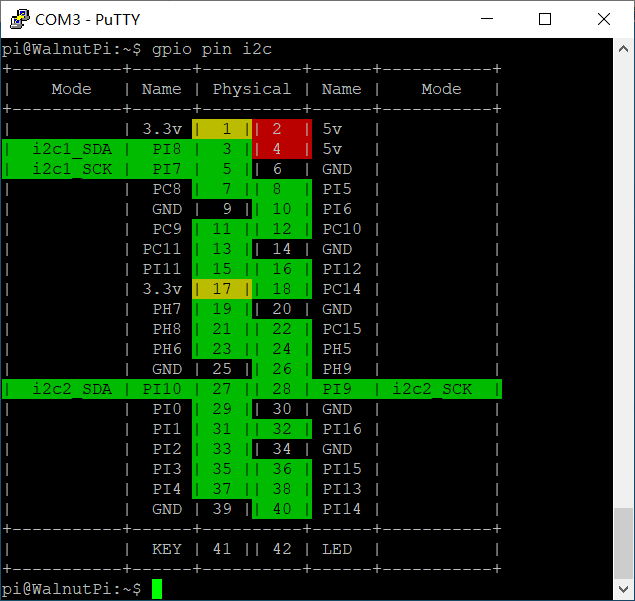 COM3 - PuTTY
pi@WalnutPi:~$ gpio pin i2c
+-----------+------+----------+------+-----------+
|    Mode   | Name | Physical | Name |    Mode   |
+-----------+------+----------+------+-----------+
|           | 3.3v |  1 || 2  | 5v   |           |
|  i2c1_SDA |  PI8 |  3 || 4  | 5v   |           |
|  i2c1_SCK |  PI7 |  5 || 6  | GND  |           |
|           |  PC8 |  7 || 8  | PI5  |           |
|           |  GND |  9 || 10 | PI6  |           |
|           |  PC9 | 11 || 12 | PC10 |           |
|           | PC11 | 13 || 14 | GND  |           |
|           | PI11 | 15 || 16 | PI12 |           |
|           | 3.3v | 17 || 18 | PC14 |           |
|           |  PH7 | 19 || 20 | GND  |           |
|           |  PH8 | 21 || 22 | PC15 |           |
|           |  PH6 | 23 || 24 | PH5  |           |
|           |  GND | 25 || 26 | PH9  |           |
|  i2c2_SDA | PI10 | 27 || 28 | PI9  | i2c2_SCK  |
|           |  PI0 | 29 || 30 | GND  |           |
|           |  PI1 | 31 || 32 | PI16 |           |
|           |  PI2 | 33 || 34 | GND  |           |
|           |  PI3 | 35 || 36 | PI15 |           |
|           |  PI4 | 37 || 38 | PI13 |           |
|           |  GND | 39 || 40 | PI14 |           |
+-----------+------+----------+------+-----------+
|           |  KEY | 41 || 42 | LED  |           |
+-----------+------+----------+------+-----------+
pi@WalnutPi:~$